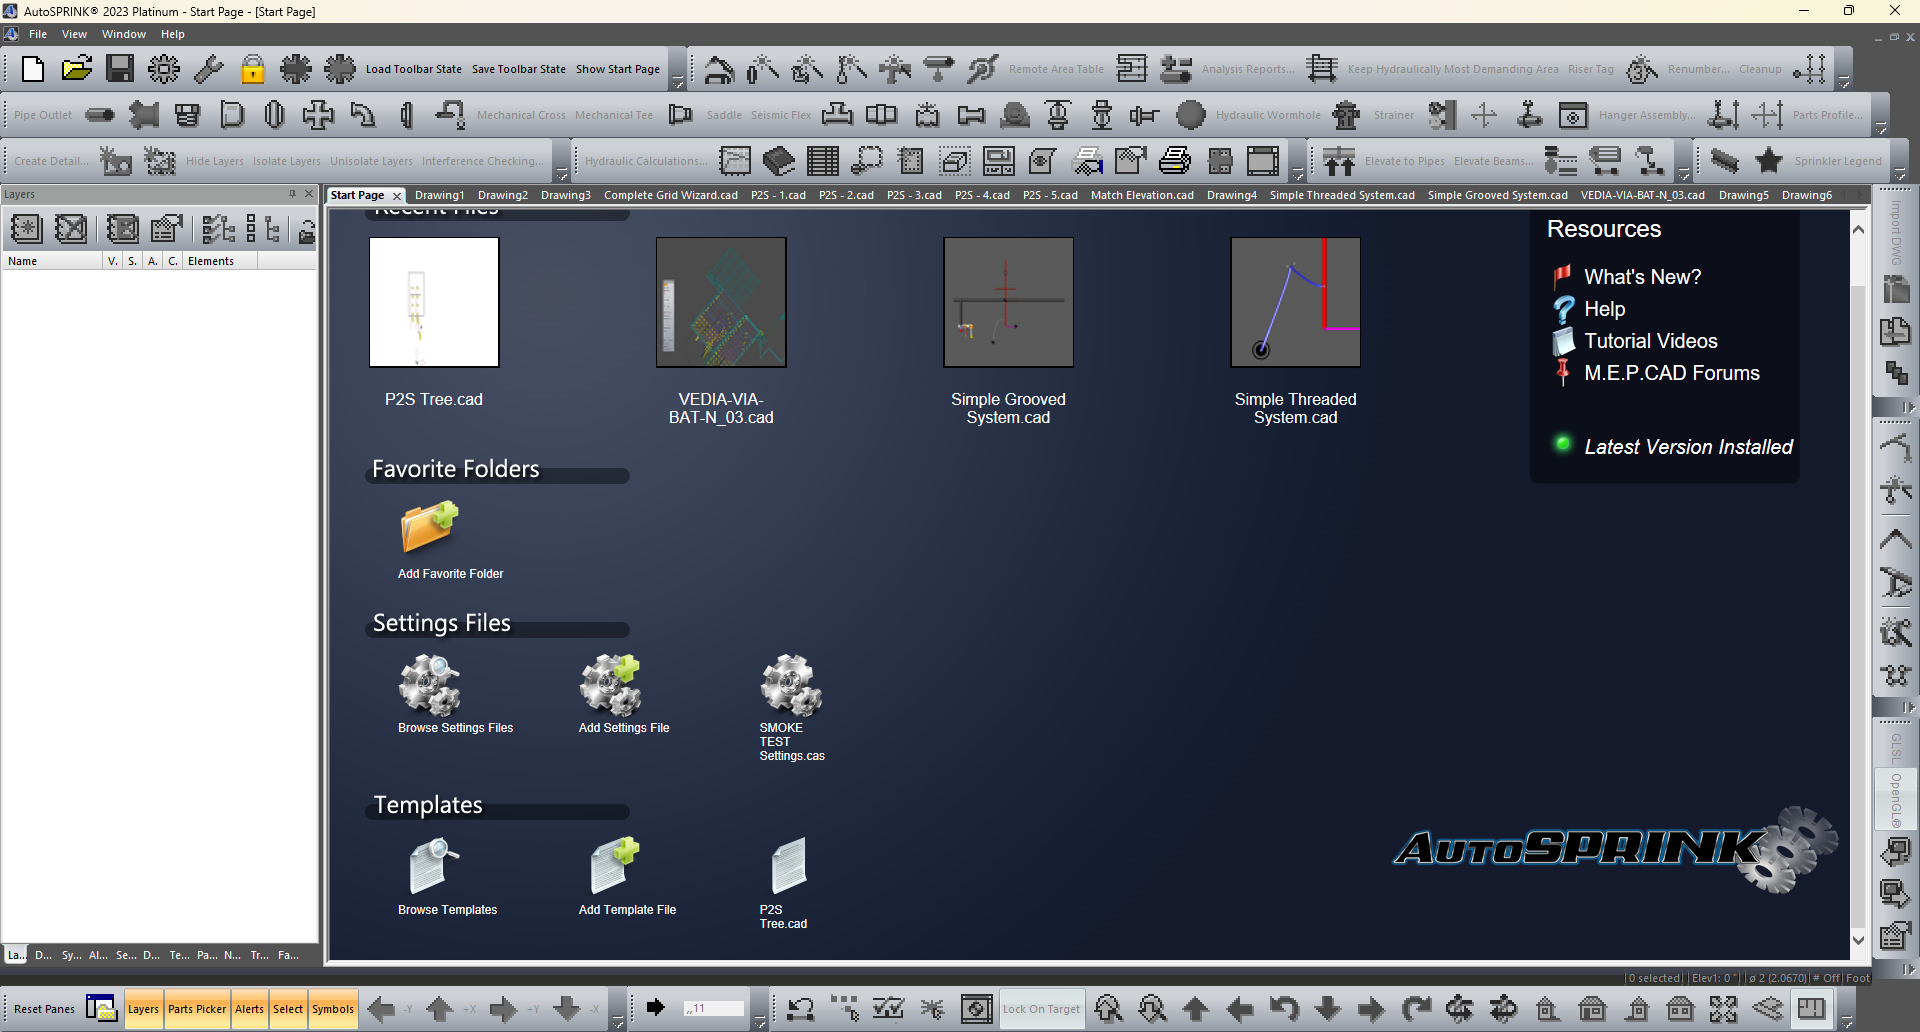 AutoSPRINK® 2023 Platinum - Start Page - [Start Page]
File View Window Help
Load Toolbar State Save Toolbar State Show Start Page
Remote Area Table Analysis Reports... Keep Hydraulically Most Demanding Area Riser Tag Renumber... Cleanup
Pipe Outlet Mechanical Cross Mechanical Tee Saddle Seismic Flex Hydraulic Wormhole Strainer Hanger Assembly... Parts Profile...
Create Detail... Hide Layers Isolate Layers Unisolate Layers Interference Checking... Hydraulic Calculations... Elevate to Pipes Elevate Beams... Sprinkler Legend
Layers
Start Page Drawing1 Drawing2 Drawing3 Complete Grid Wizard.cad P2S - 1.cad P2S - 2.cad P2S - 3.cad P2S - 4.cad P2S - 5.cad Match Elevation.cad Drawing4 Simple Threaded System.cad Simple Grooved System.cad VEDIA-VIA-BAT-N_03.cad Drawing5 Drawing6
Name V. S. A. C. Elements
Recent Files
P2S Tree.cad
VEDIA-VIA-
BAT-N_03.cad
Simple Grooved
System.cad
Simple Threaded
System.cad
Resources
What's New?
Help
Tutorial Videos
M.E.P.CAD Forums
Latest Version Installed
Favorite Folders
Add Favorite Folder
Settings Files
Browse Settings Files
Add Settings File
SMOKE
TEST
Settings.cas
Templates
Browse Templates
Add Template File
P2S
Tree.cad
AUTOSPRINK
Import DWG
GLSL
OpenGL®
La... D... Sy... Al... Se... D... Te... Pa... N... Tr... Fa...
0 selected Elev1: 0 " ø 2 (2.0670) # Off Foot
Reset Panes Layers Parts Picker Alerts Select Symbols -Y +X +Y -X ,,11 Lock On Target